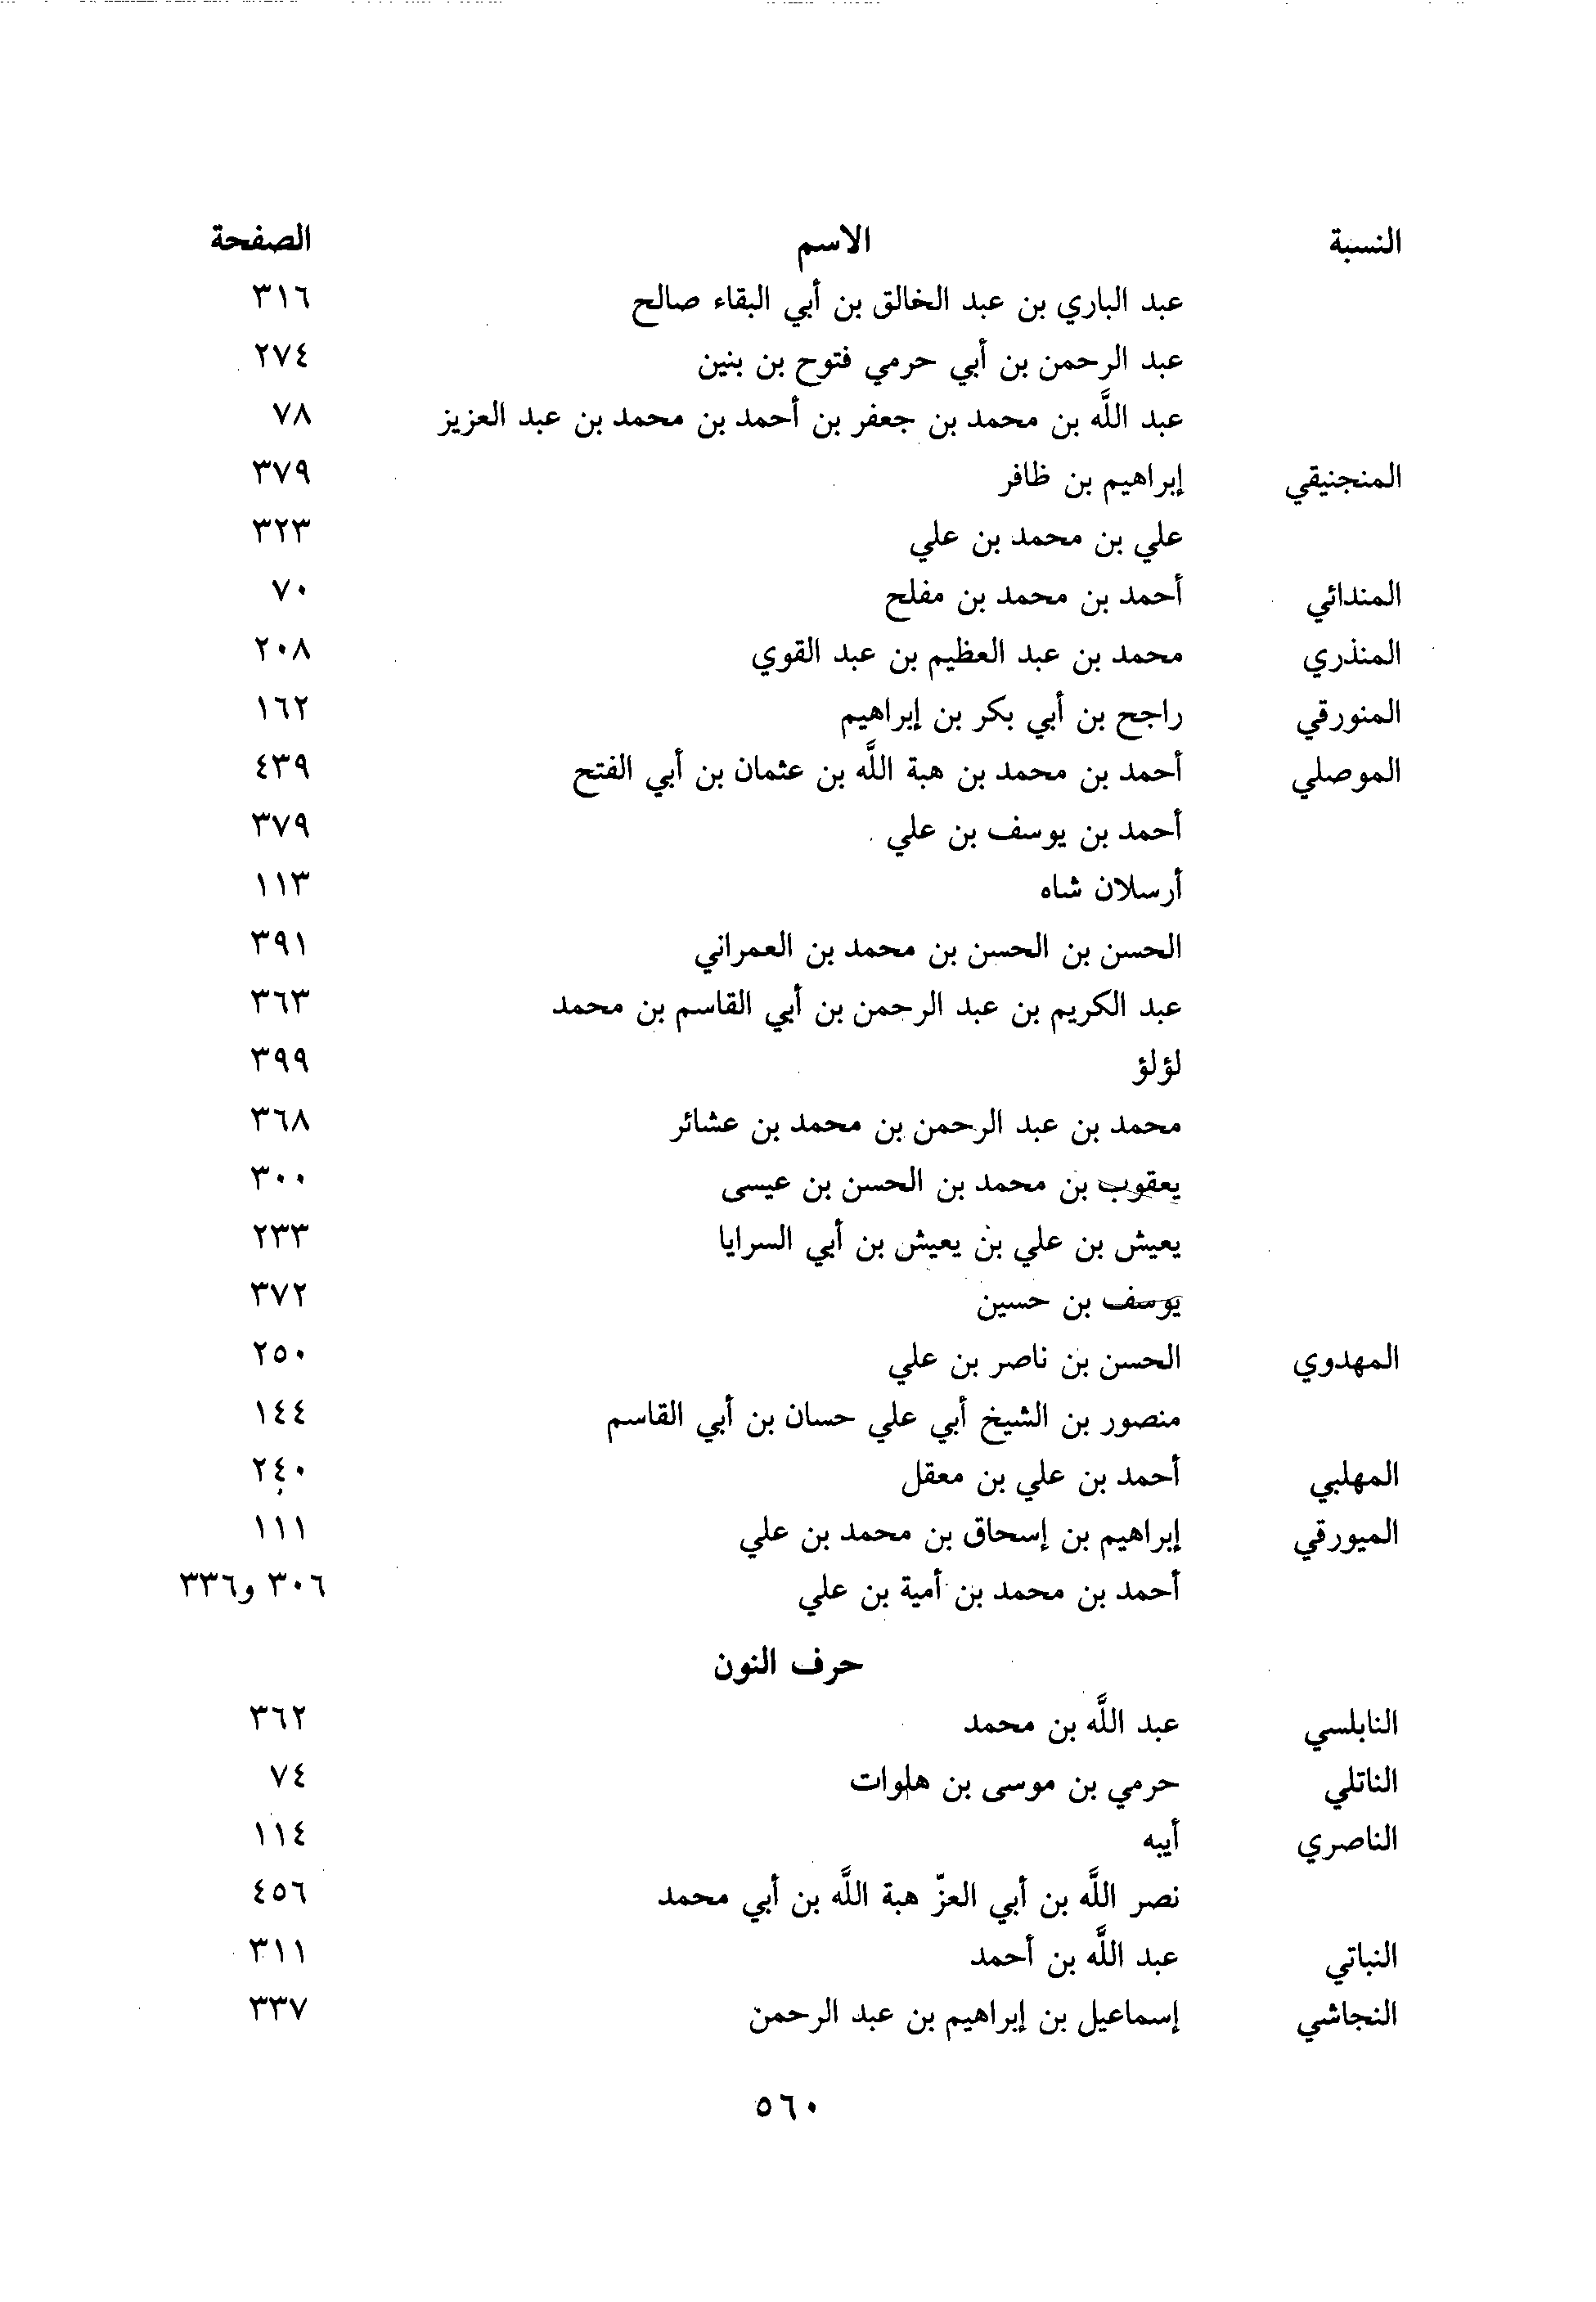 النسبة الاسم الصفحة
عبد الباري بن عبد الخالق بن أبي البقاء صالح ٣١٦
عبد الرحمن بن أبي حرمي فتوح بن بنين ٢٧٤
عبد اللَّه بن محمد بن جعفر بن أحمد بن محمد بن عبد العزيز ٧٨
المنجنيقي إبراهيم بن ظافر ٣٧٩
علي بن محمد بن علي ٣٢٣
المندائي أحمد بن محمد بن مفلح ٧٠
المنذري محمد بن عبد العظيم بن عبد القوي ٢٠٨
المنورقي راجح بن أبي بكر بن إبراهيم ١٦٢
الموصلي أحمد بن محمد بن هبة اللَّه بن عثمان بن أبي الفتح ٤٣٩
أحمد بن يوسف بن علي ٣٧٩
أرسلان شاه ١١٣
الحسن بن الحسن بن محمد بن العمراني ٣٩١
عبد الكريم بن عبد الرحمن بن أبي القاسم بن محمد ٣٦٣
لؤلؤ ٣٩٩
محمد بن عبد الرحمن بن محمد بن عشائر ٣٦٨
يعقوب بن محمد بن الحسن بن عيسى ٣٠٠
يعيش بن علي بن يعيش بن أبي السرايا ٢٣٣
يوسف بن حسين ٣٧٢
المهدوي الحسن بن ناصر بن علي ٢٥٠
منصور بن الشيخ أبي علي حسان بن أبي القاسم ١٤٤
المهلبي أحمد بن علي بن معقل ٢٤٠
الميورقي إبراهيم بن إسحاق بن محمد بن علي ١١١
أحمد بن محمد بن أمية بن علي ٣٠٦ و٣٣٦
حرف النون
النابلسي عبد اللَّه بن محمد ٣٦٢
الناتلي حرمي بن موسى بن هلوات ٧٤
الناصري أيبه ١١٤
نصر اللَّه بن أبي العزّ هبة اللَّه بن أبي محمد ٤٥٦
النباتي عبد اللَّه بن أحمد ٣١١
النجاشي إسماعيل بن إبراهيم بن عبد الرحمن ٣٣٧
٥٦٠